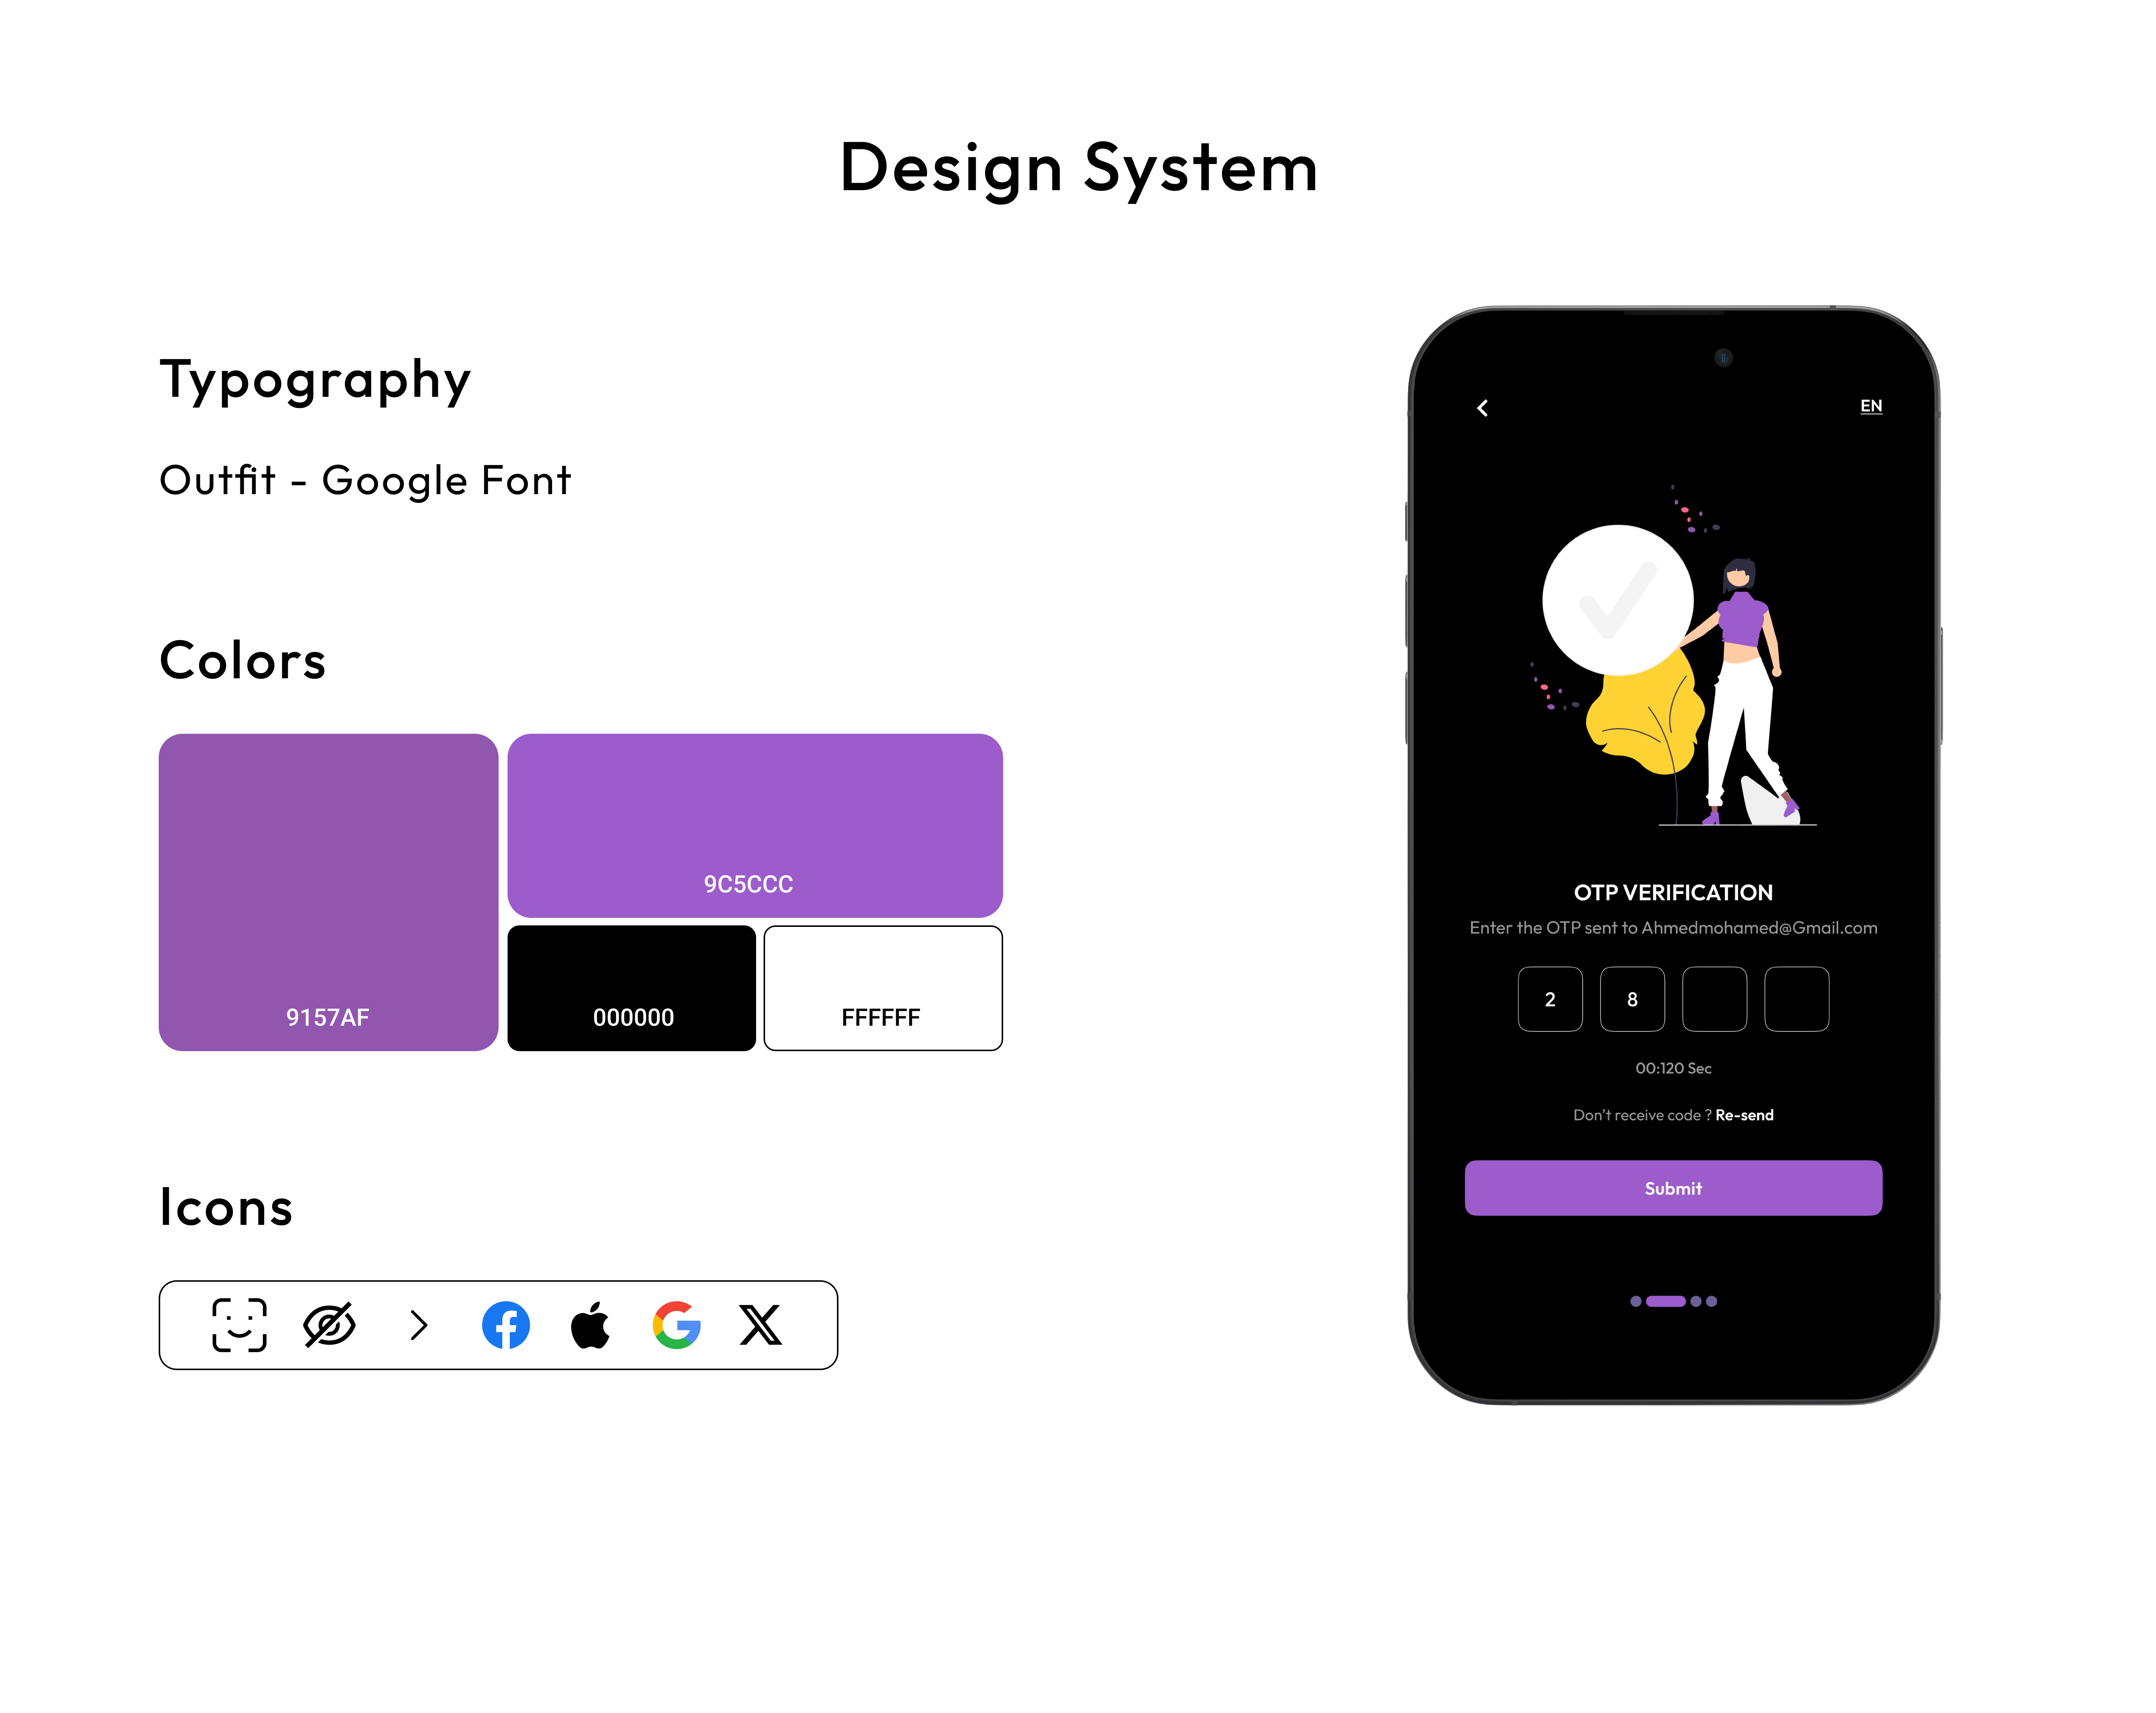 Design System
Typography
Outfit - Google Font
Colors
9157AF
9C5CCC
000000
FFFFFF
Icons
EN
OTP VERIFICATION
Enter the OTP sent to Ahmedmohamed@Gmail.com
2 8
00:120 Sec
Don't receive code ? Re-send
Submit